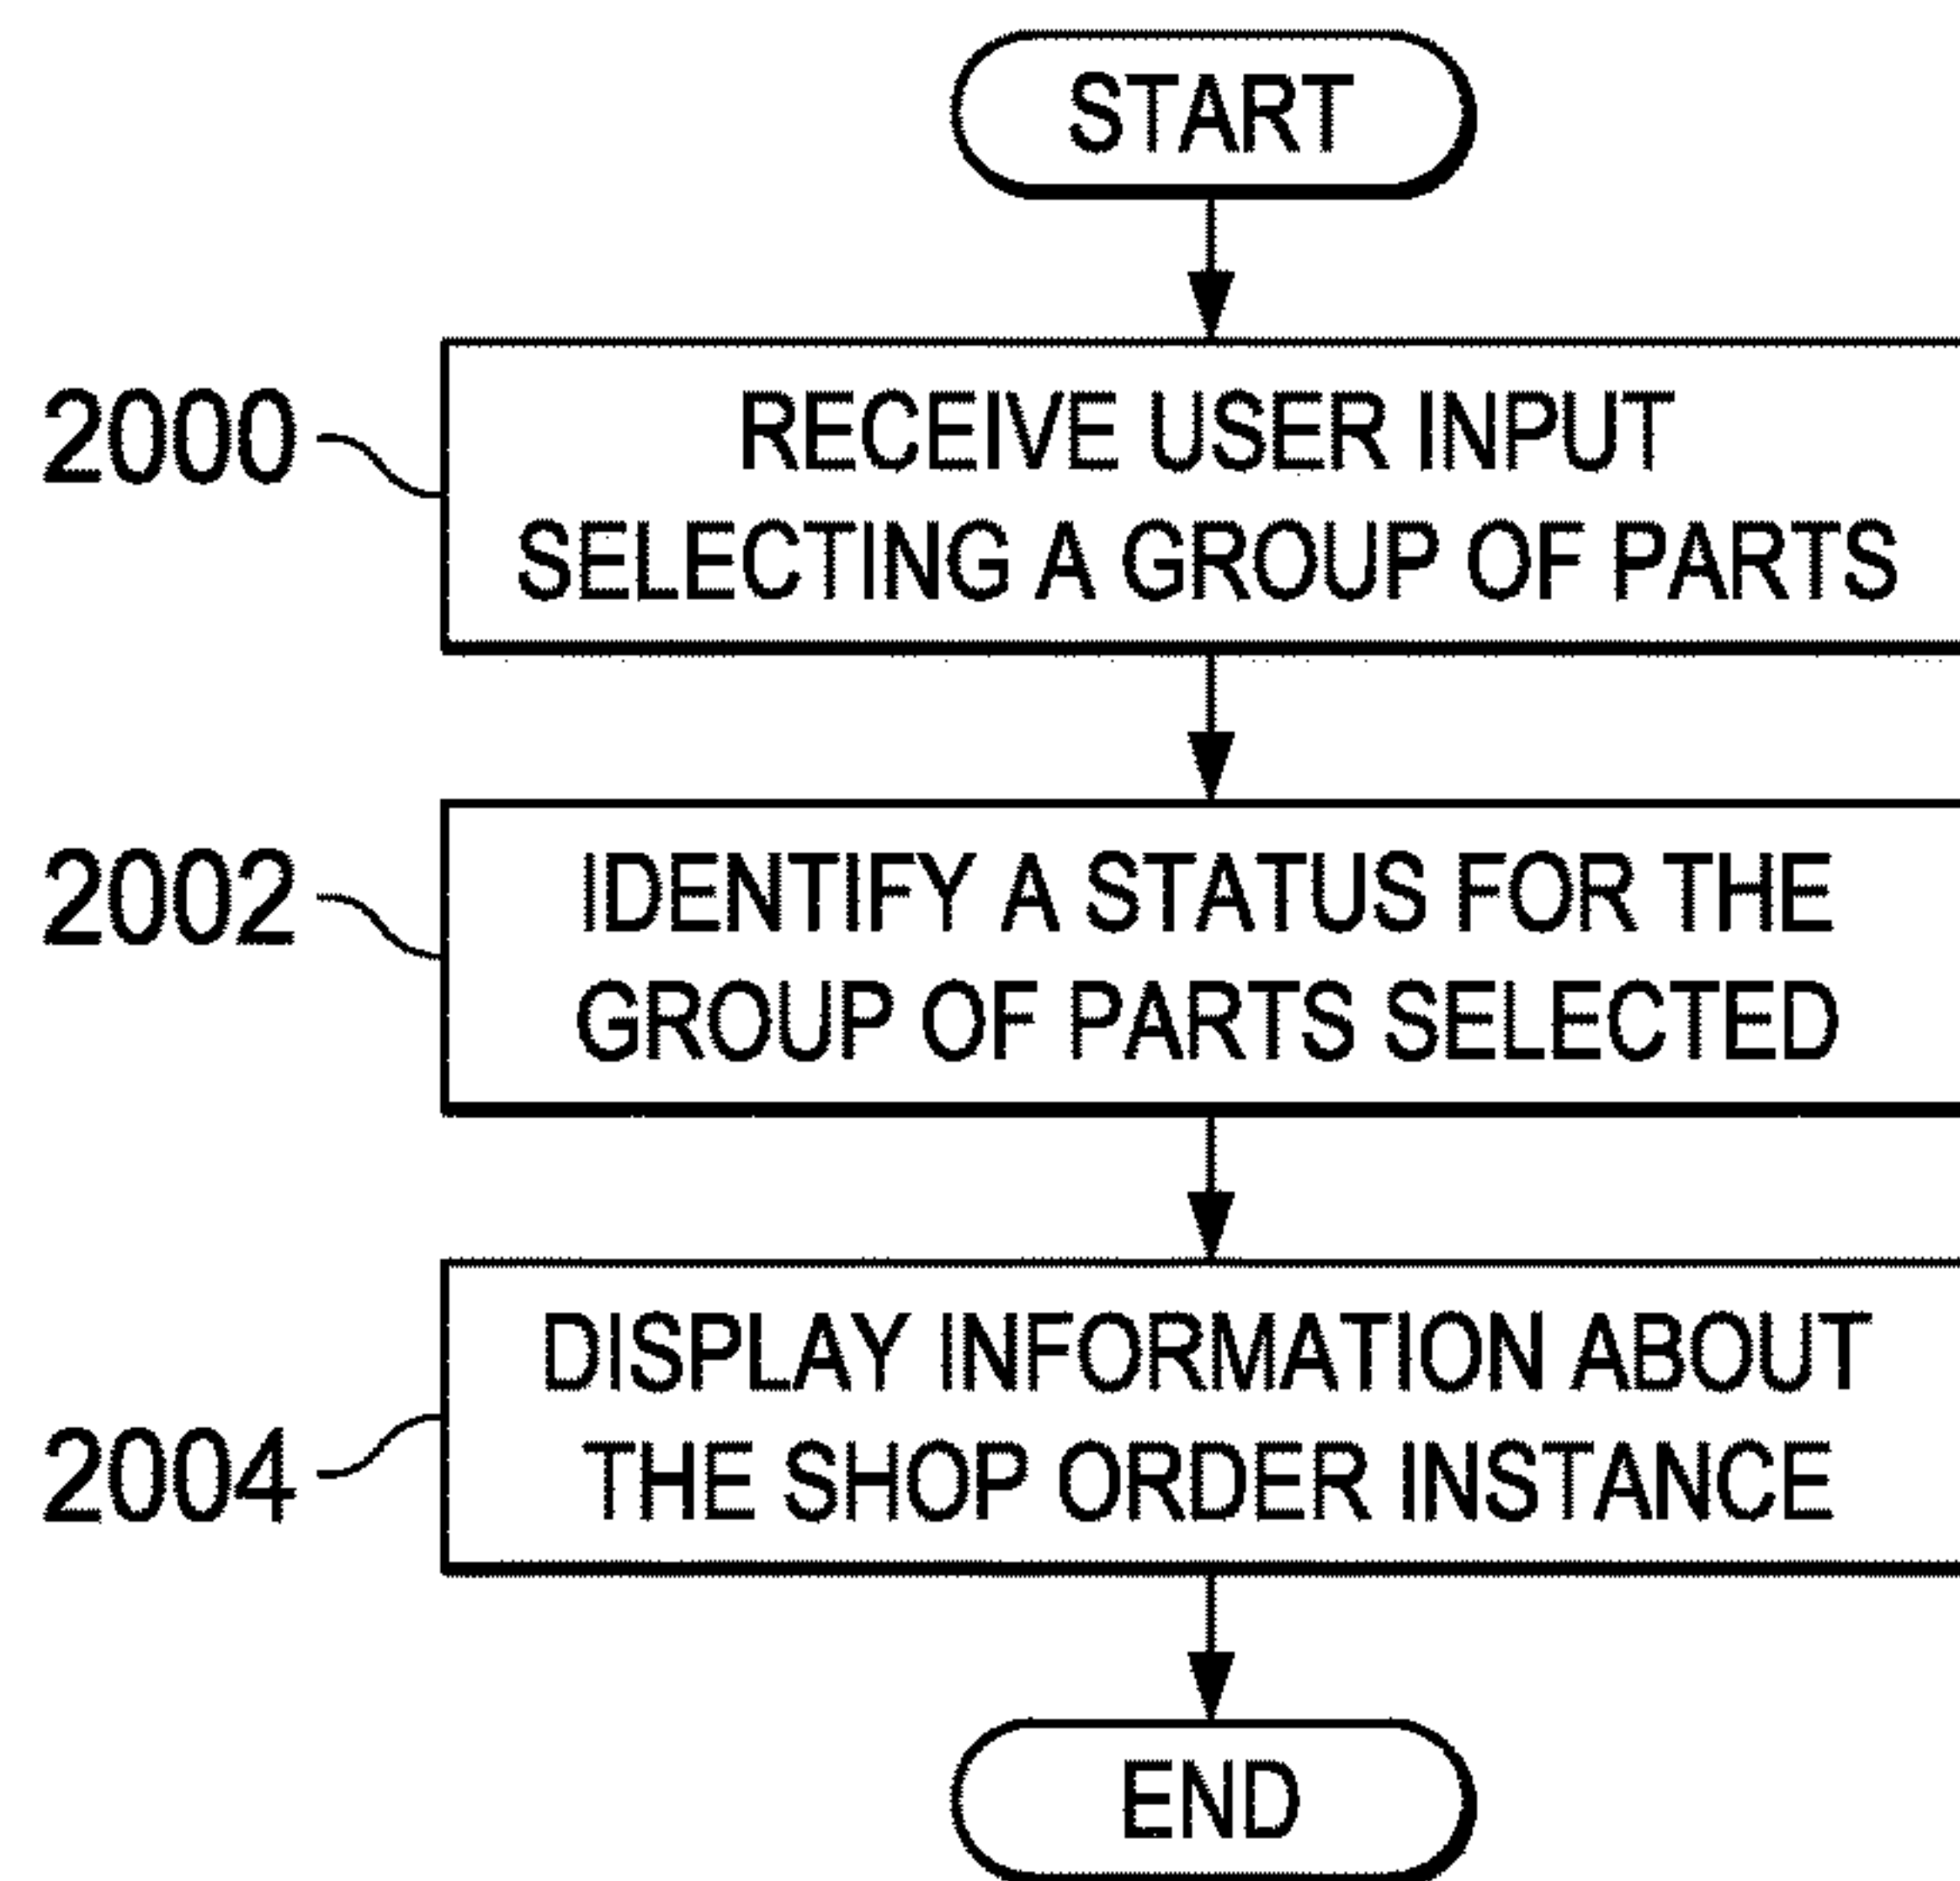 START
2000
RECEIVE USER INPUT
SELECTING A GROUP OF PARTS
2002
IDENTIFY A STATUS FOR THE
GROUP OF PARTS SELECTED
2004
DISPLAY INFORMATION ABOUT
THE SHOP ORDER INSTANCE
END